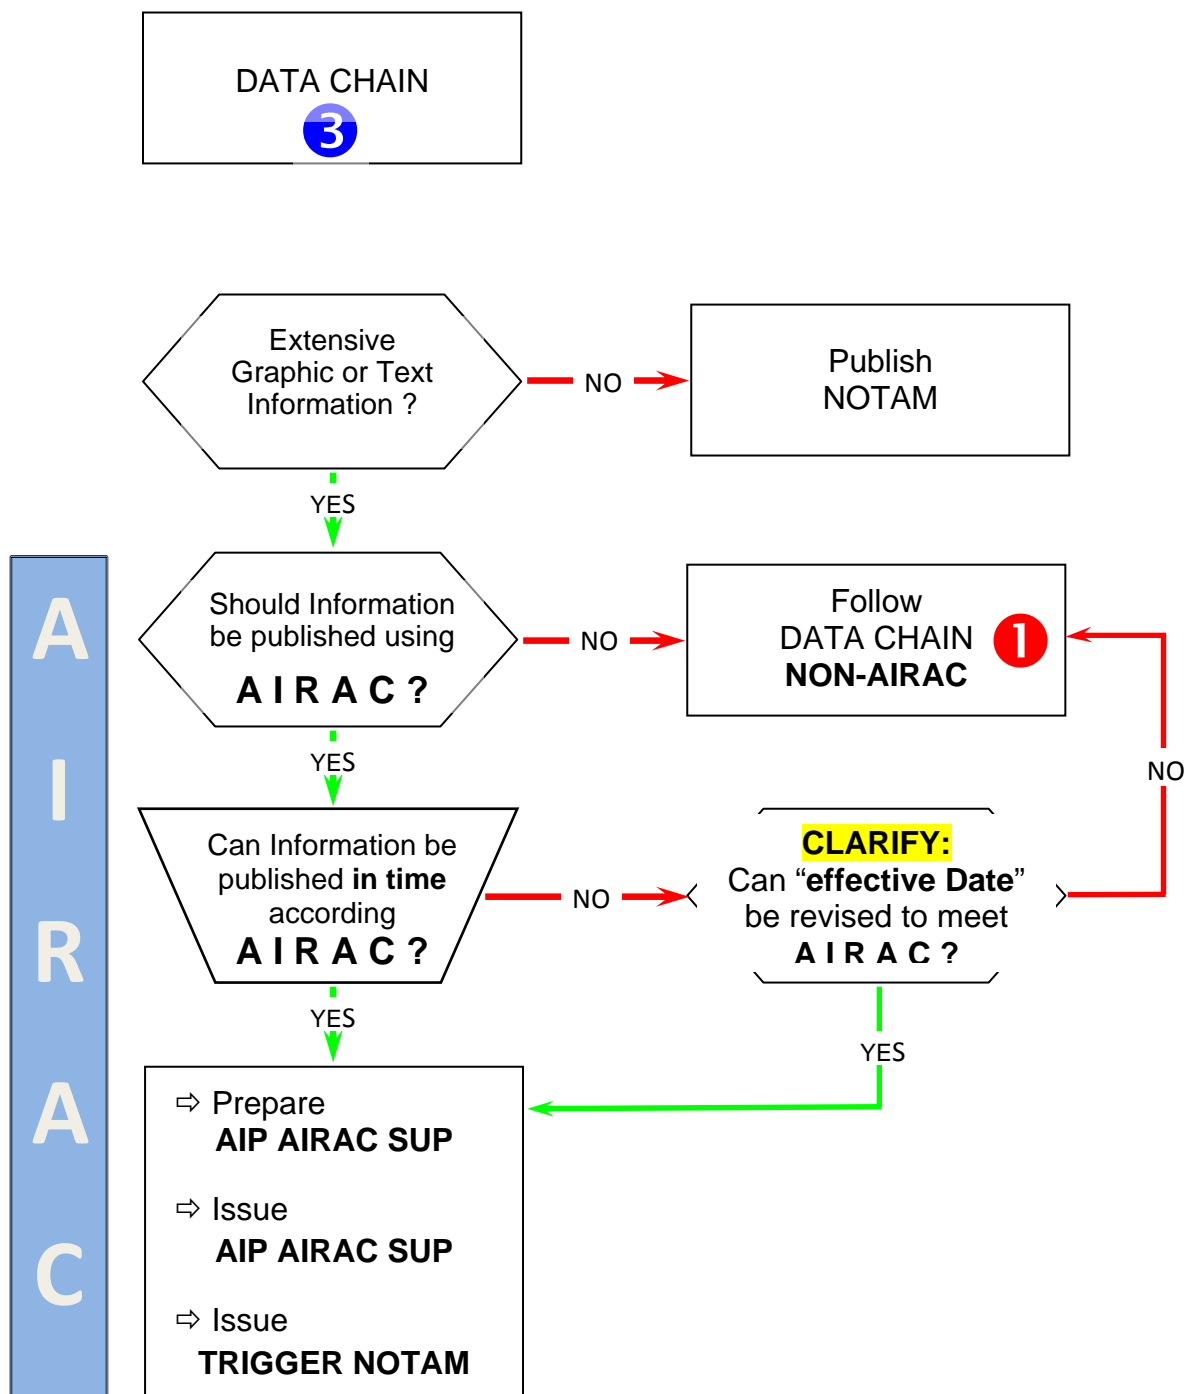 DATA CHAIN
3
Extensive
Graphic or Text
Information ?
NO
Publish
NOTAM
YES
A I R A C
Should Information
be published using
A I R A C ?
NO
Follow
DATA CHAIN 1
NON-AIRAC
YES
NO
Can Information be
published in time
according
A I R A C ?
NO
CLARIFY:
Can “effective Date”
be revised to meet
A I R A C ?
YES
YES
⇨ Prepare
AIP AIRAC SUP
⇨ Issue
AIP AIRAC SUP
⇨ Issue
TRIGGER NOTAM